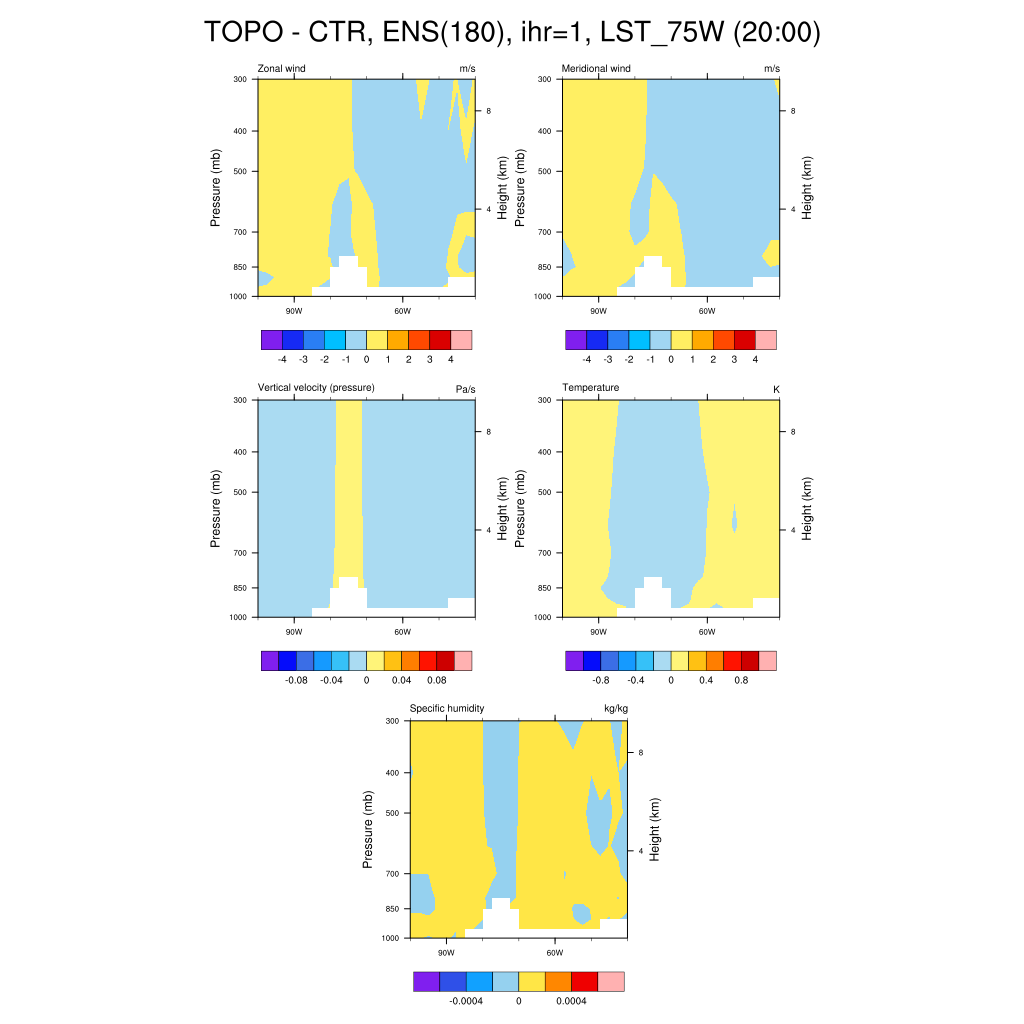 TOPO - CTR, ENS(180), ihr=1, LST_75W (20:00)
Zonal wind m/s
300
400
500
700
850
1000
Pressure (mb)
8
4
Height (km)
90W 60W
-4 -3 -2 -1 0 1 2 3 4
Meridional wind m/s
300
400
500
700
850
1000
Pressure (mb)
8
4
Height (km)
90W 60W
-4 -3 -2 -1 0 1 2 3 4
Vertical velocity (pressure) Pa/s
300
400
500
700
850
1000
Pressure (mb)
8
4
Height (km)
90W 60W
-0.08 -0.04 0 0.04 0.08
Temperature K
300
400
500
700
850
1000
Pressure (mb)
8
4
Height (km)
90W 60W
-0.8 -0.4 0 0.4 0.8
Specific humidity kg/kg
300
400
500
700
850
1000
Pressure (mb)
8
4
Height (km)
90W 60W
-0.0004 0 0.0004